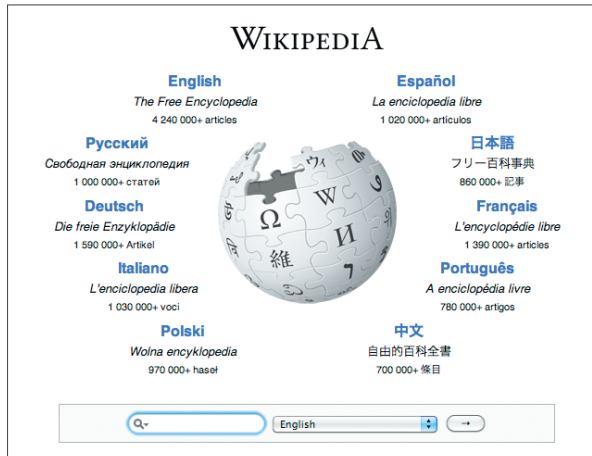 WIKIPEDIA
English
The Free Encyclopedia
4 240 000+ articles
Español
La enciclopedia libre
1 020 000+ artículos
Русский
Свободная энциклопедия
1 000 000+ статей
日本語
フリー百科事典
860 000+ 記事
Deutsch
Die freie Enzyklopädie
1 590 000+ Artikel
Français
L'encyclopédie libre
1 390 000+ articles
Italiano
L'enciclopedia libera
1 030 000+ voci
Português
A enciclopédia livre
780 000+ artigos
Polski
Wolna encyklopedia
970 000+ haseł
中文
自由的百科全書
700 000+ 條目
Ω
W
И
維
ウィ
7
English